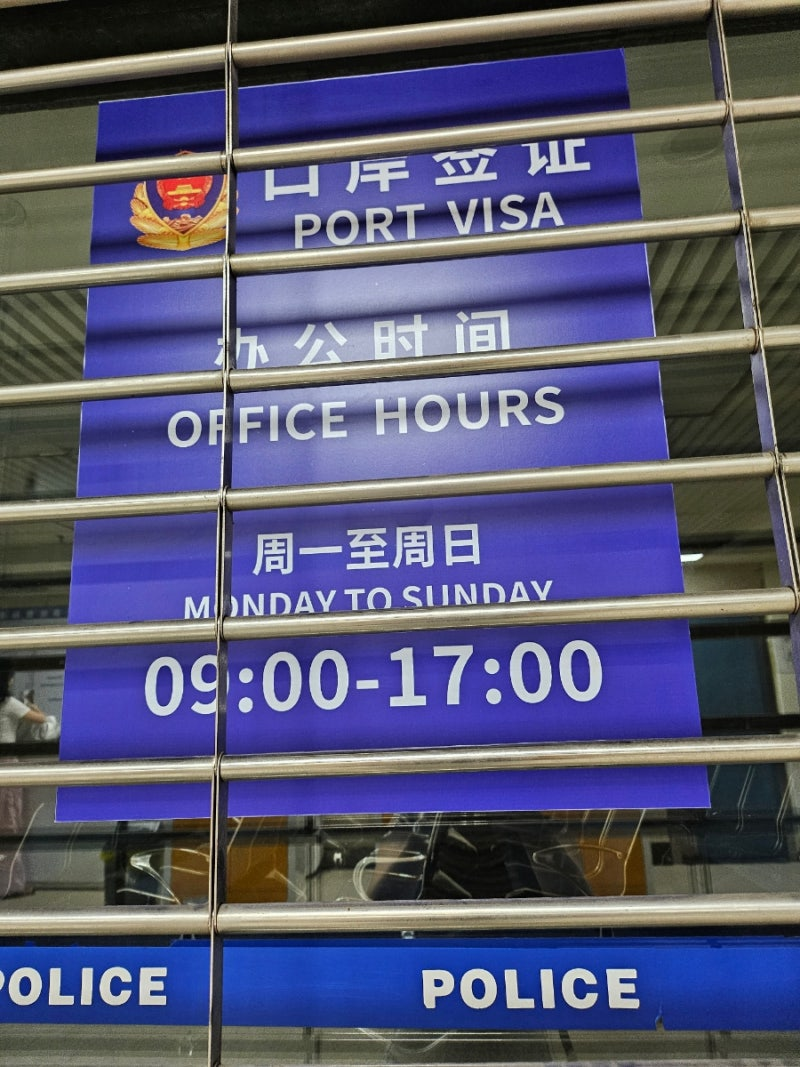 口岸签证
PORT VISA
办公时间
OFFICE HOURS
周一至周日
MONDAY TO SUNDAY
09:00-17:00
POLICE POLICE